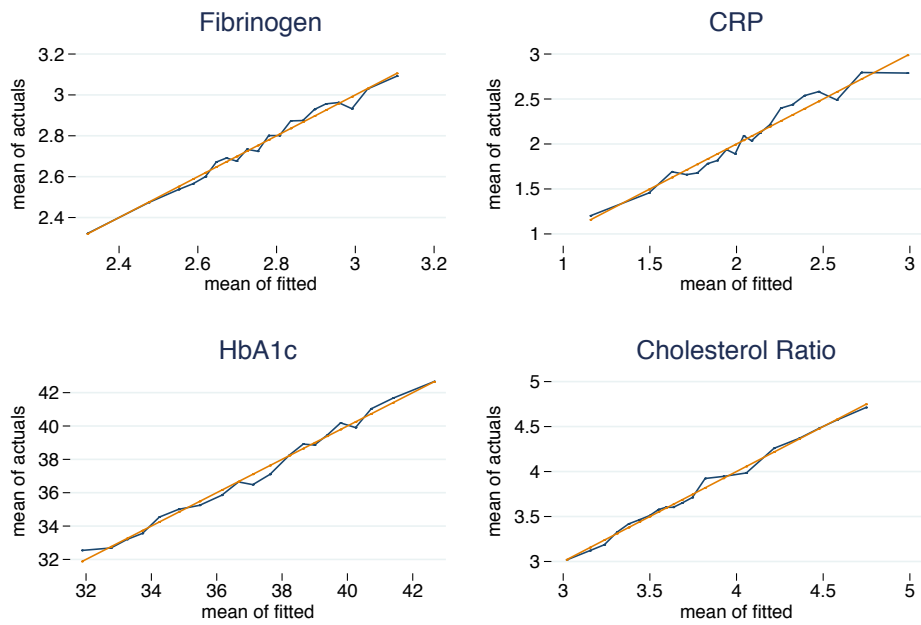 Fibrinogen
mean of actuals
3.2
3
2.8
2.6
2.4
2.4 2.6 2.8 3 3.2
mean of fitted
CRP
mean of actuals
3
2.5
2
1.5
1
1 1.5 2 2.5 3
mean of fitted
HbA1c
mean of actuals
42
40
38
36
34
32
32 34 36 38 40 42
mean of fitted
Cholesterol Ratio
mean of actuals
5
4.5
4
3.5
3
3 3.5 4 4.5 5
mean of fitted